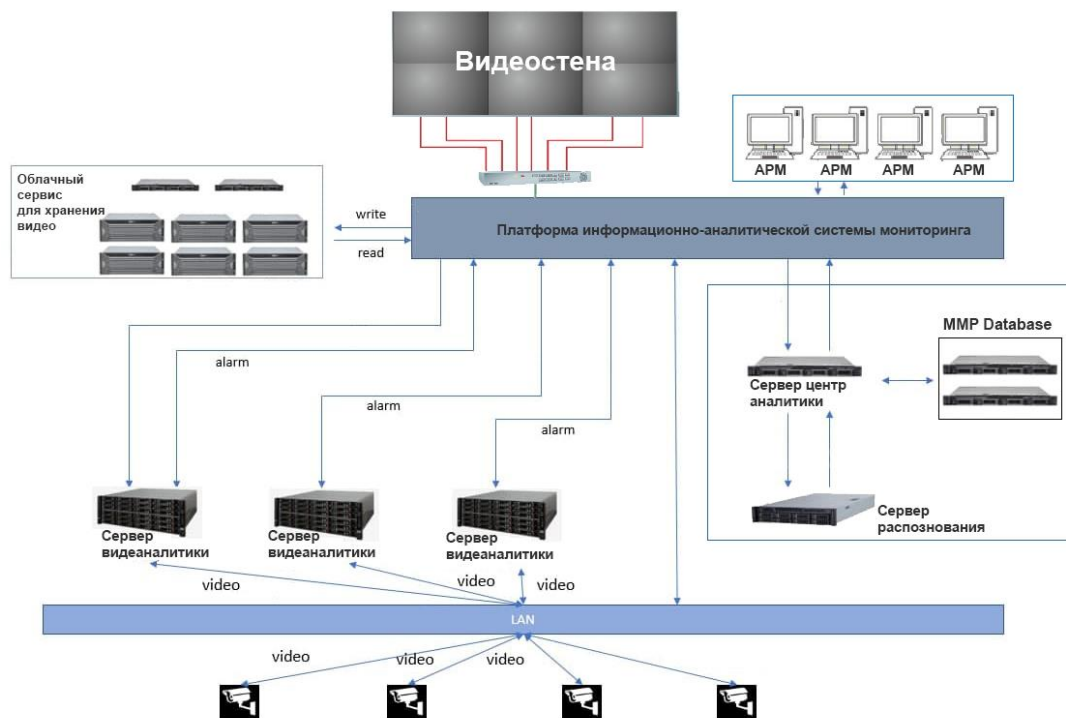 Видеостена
АРМ АРМ АРМ АРМ
Облачный
сервис
для хранения
видео
write
read
Платформа информационно-аналитической системы мониторинга
MMP Database
alarm
alarm
alarm
Сервер центр
аналитики
Сервер
распознования
Сервер
видеаналитики
Сервер
видеаналитики
Сервер
видеаналитики
video
video
video
LAN
video
video
video